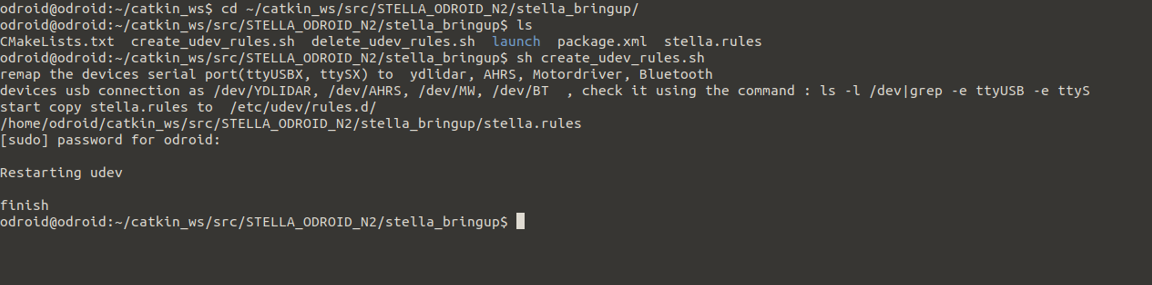 odroid@odroid:~/catkin_ws$ cd ~/catkin_ws/src/STELLA_ODROID_N2/stella_bringup/
odroid@odroid:~/catkin_ws/src/STELLA_ODROID_N2/stella_bringup$ ls
CMakeLists.txt  create_udev_rules.sh  delete_udev_rules.sh  launch  package.xml  stella.rules
odroid@odroid:~/catkin_ws/src/STELLA_ODROID_N2/stella_bringup$ sh create_udev_rules.sh
remap the devices serial port(ttyUSBX, ttySX) to  ydlidar, AHRS, Motordriver, Bluetooth
devices usb connection as /dev/YDLIDAR, /dev/AHRS, /dev/MW, /dev/BT  , check it using the command : ls -l /dev|grep -e ttyUSB -e ttyS
start copy stella.rules to  /etc/udev/rules.d/
/home/odroid/catkin_ws/src/STELLA_ODROID_N2/stella_bringup/stella.rules
[sudo] password for odroid:
Restarting udev
finish
odroid@odroid:~/catkin_ws/src/STELLA_ODROID_N2/stella_bringup$